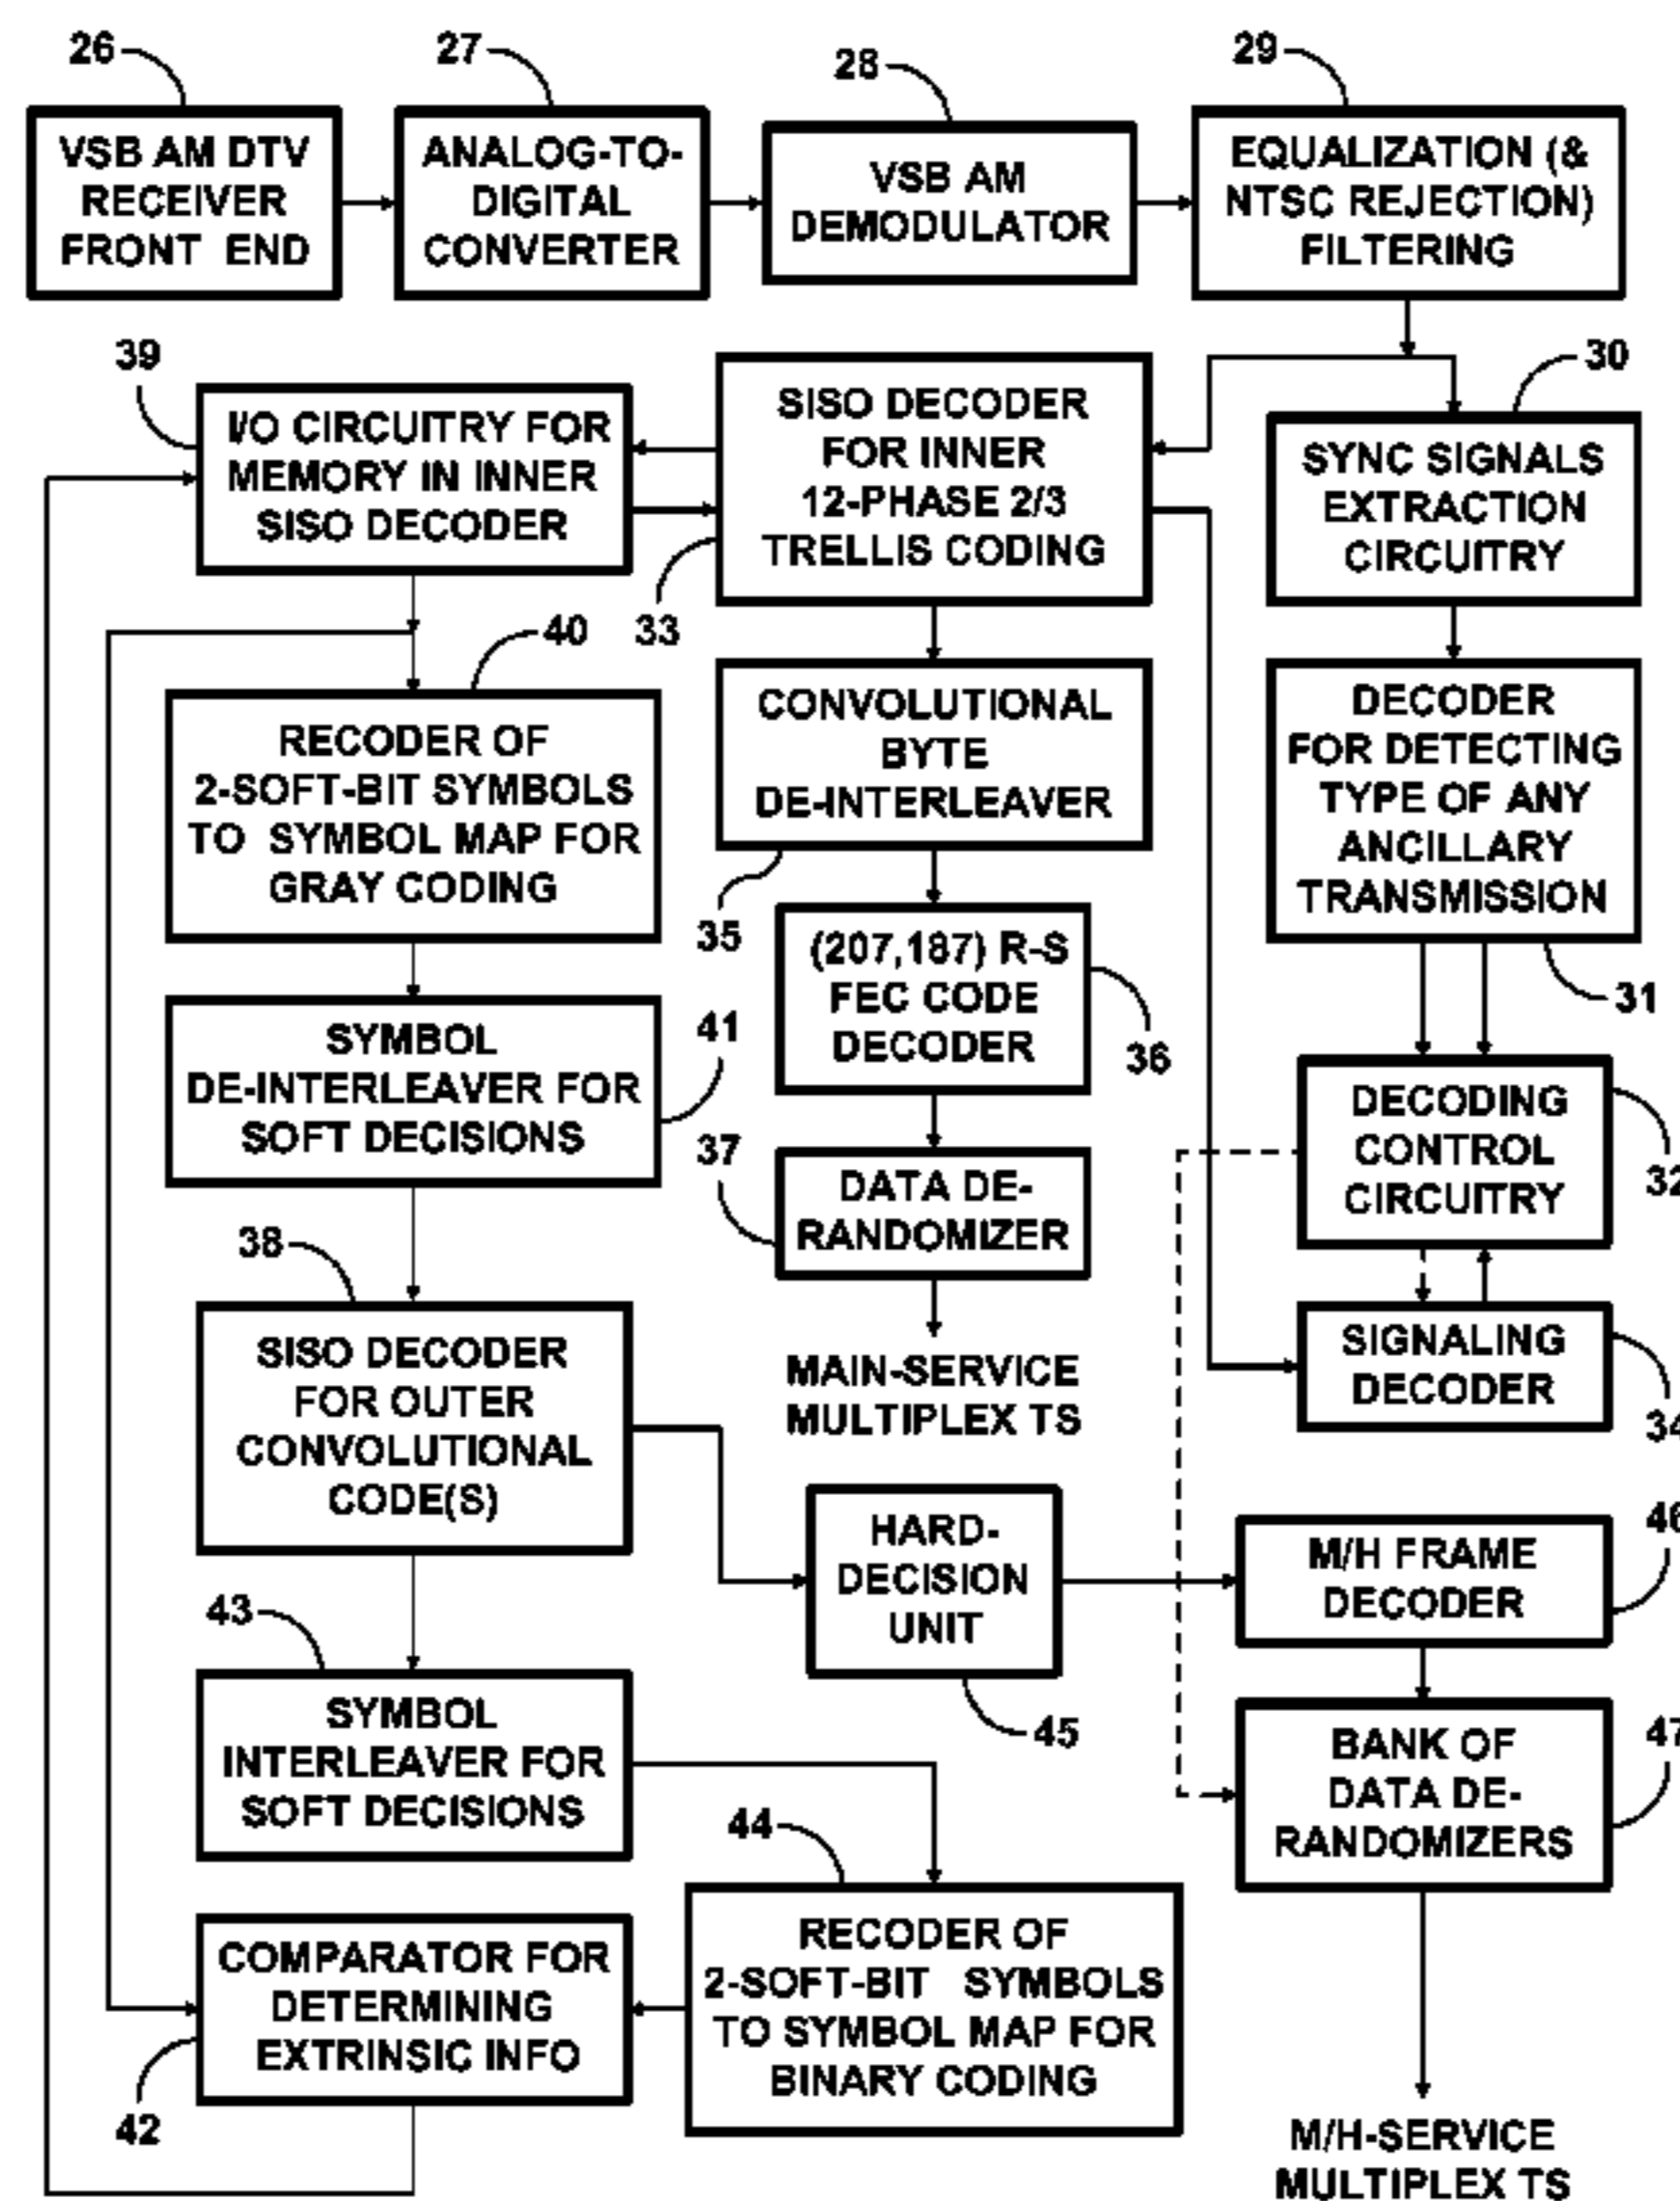 26
27
28
29
VSB AM DTV
RECEIVER
FRONT END
ANALOG-TO-
DIGITAL
CONVERTER
VSB AM
DEMODULATOR
EQUALIZATION (&
NTSC REJECTION)
FILTERING
39
30
I/O CIRCUITRY FOR
MEMORY IN INNER
SISO DECODER
SISO DECODER
FOR INNER
12-PHASE 2/3
TRELLIS CODING
SYNC SIGNALS
EXTRACTION
CIRCUITRY
40
33
RECODER OF
2-SOFT-BIT SYMBOLS
TO SYMBOL MAP FOR
GRAY CODING
CONVOLUTIONAL
BYTE
DE-INTERLEAVER
DECODER
FOR DETECTING
TYPE OF ANY
ANCILLARY
TRANSMISSION
35
31
(207,187) R-S
FEC CODE
DECODER
36
SYMBOL
DE-INTERLEAVER FOR
SOFT DECISIONS
41
DECODING
CONTROL
CIRCUITRY
32
37
DATA DE-
RANDOMIZER
38
SISO DECODER
FOR OUTER
CONVOLUTIONAL
CODE(S)
MAIN-SERVICE
MULTIPLEX TS
SIGNALING
DECODER
34
HARD-
DECISION
UNIT
45
M/H FRAME
DECODER
46
43
SYMBOL
INTERLEAVER FOR
SOFT DECISIONS
BANK OF
DATA DE-
RANDOMIZERS
47
44
COMPARATOR FOR
DETERMINING
EXTRINSIC INFO
42
RECODER OF
2-SOFT-BIT SYMBOLS
TO SYMBOL MAP FOR
BINARY CODING
M/H-SERVICE
MULTIPLEX TS